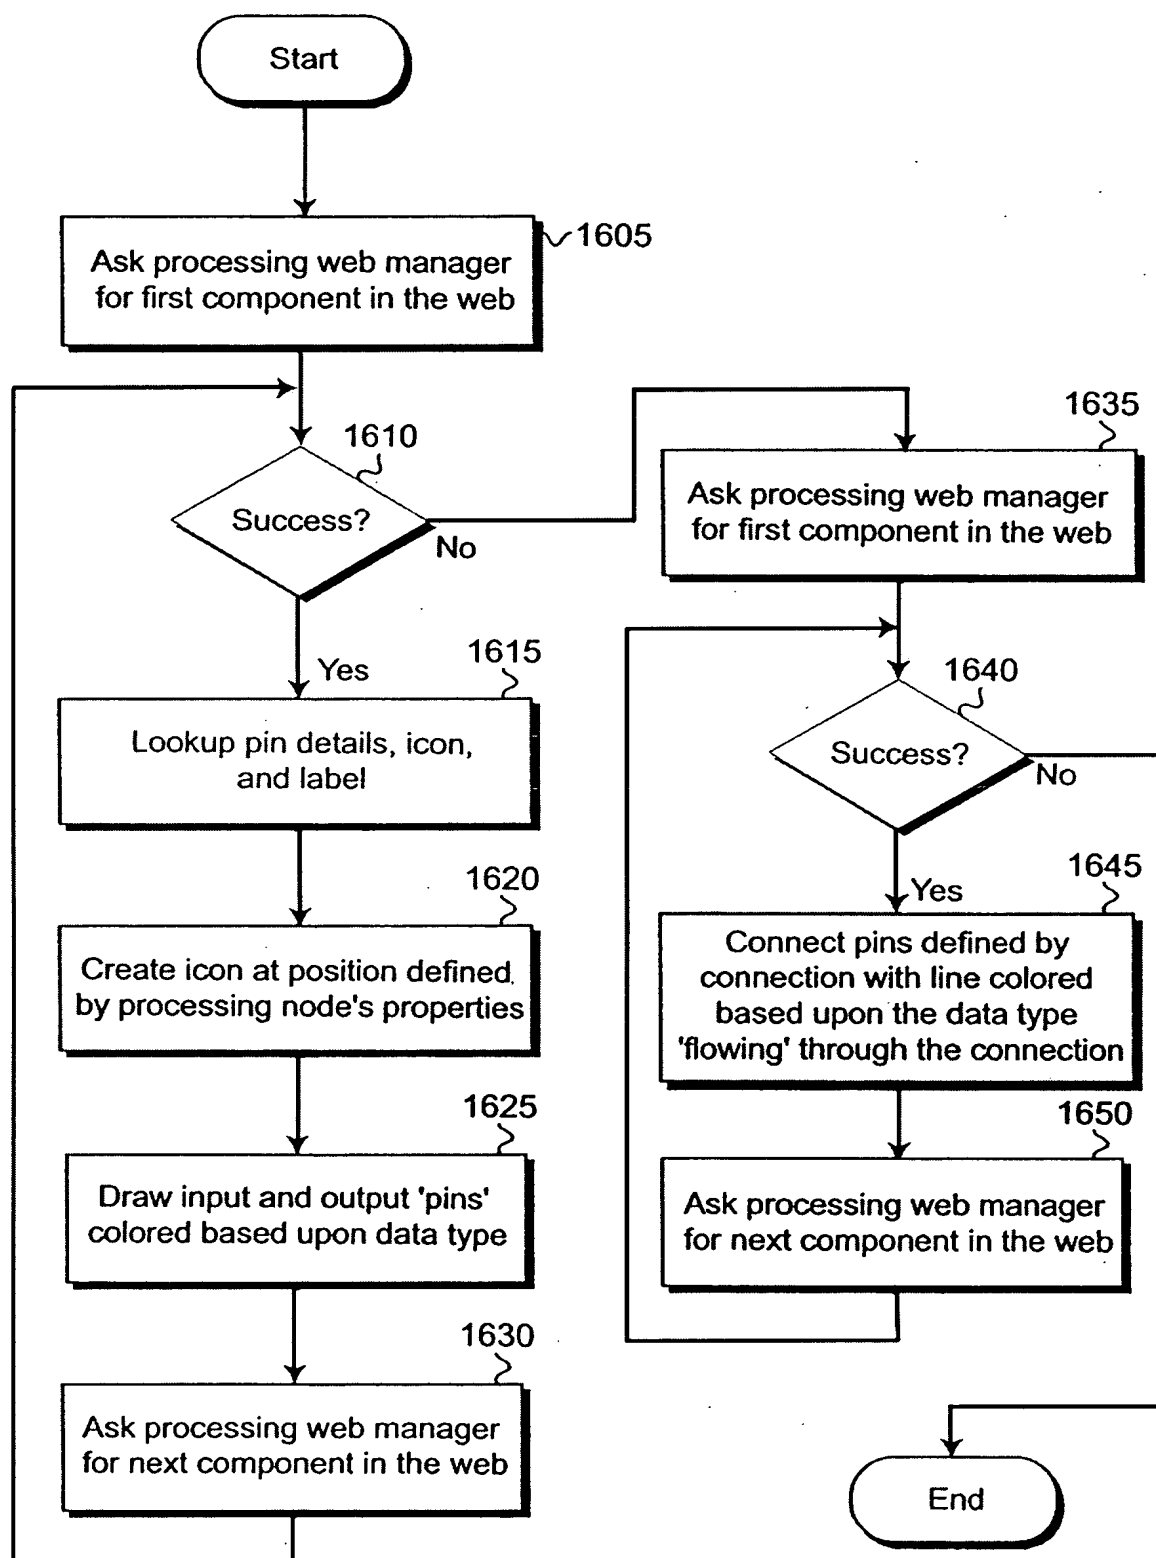 Start
Ask processing web manager
for first component in the web
1605
1610
Success?
No
Yes
1615
Lookup pin details, icon,
and label
1620
Create icon at position defined
by processing node's properties
1625
Draw input and output 'pins'
colored based upon data type
1630
Ask processing web manager
for next component in the web
1635
Ask processing web manager
for first component in the web
1640
Success?
No
Yes
1645
Connect pins defined by
connection with line colored
based upon the data type
'flowing' through the connection
1650
Ask processing web manager
for next component in the web
End